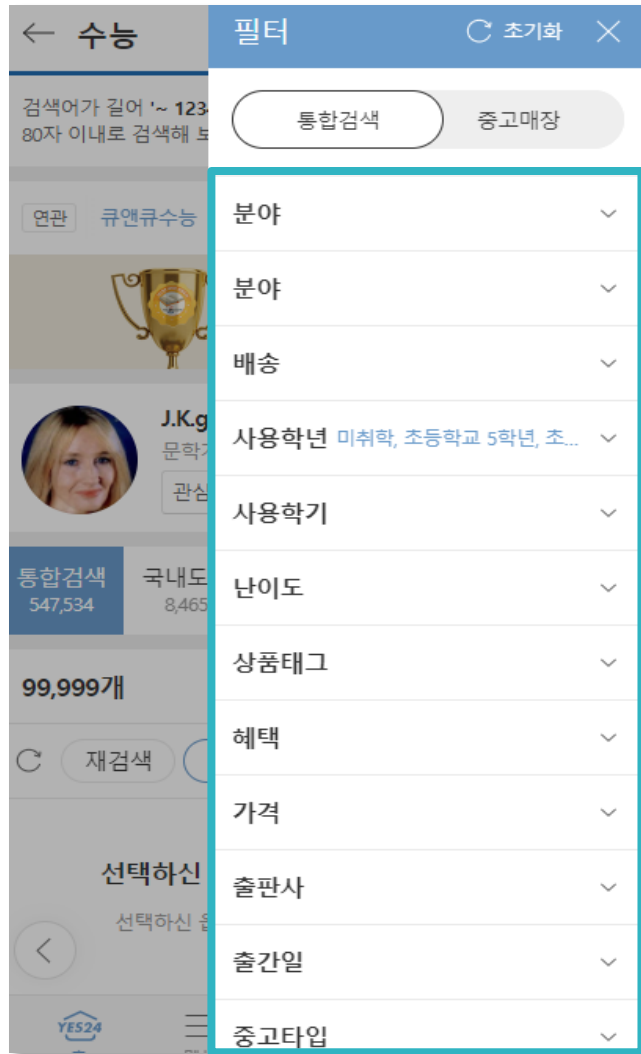 ← 수능
검색어가 길어 '~ 123
80자 이내로 검색해 보
연관 큐앤큐수능
J.K.g
문학
관심
통합검색 국내도
547,534 8,465
99,999개
재검색
선택하신
선택하신
YES24
필터 초기화
통합검색 중고매장
분야
분야
배송
사용학년 미취학, 초등학교 5학년, 초...
사용학기
난이도
상품태그
혜택
가격
출판사
출간일
중고타입